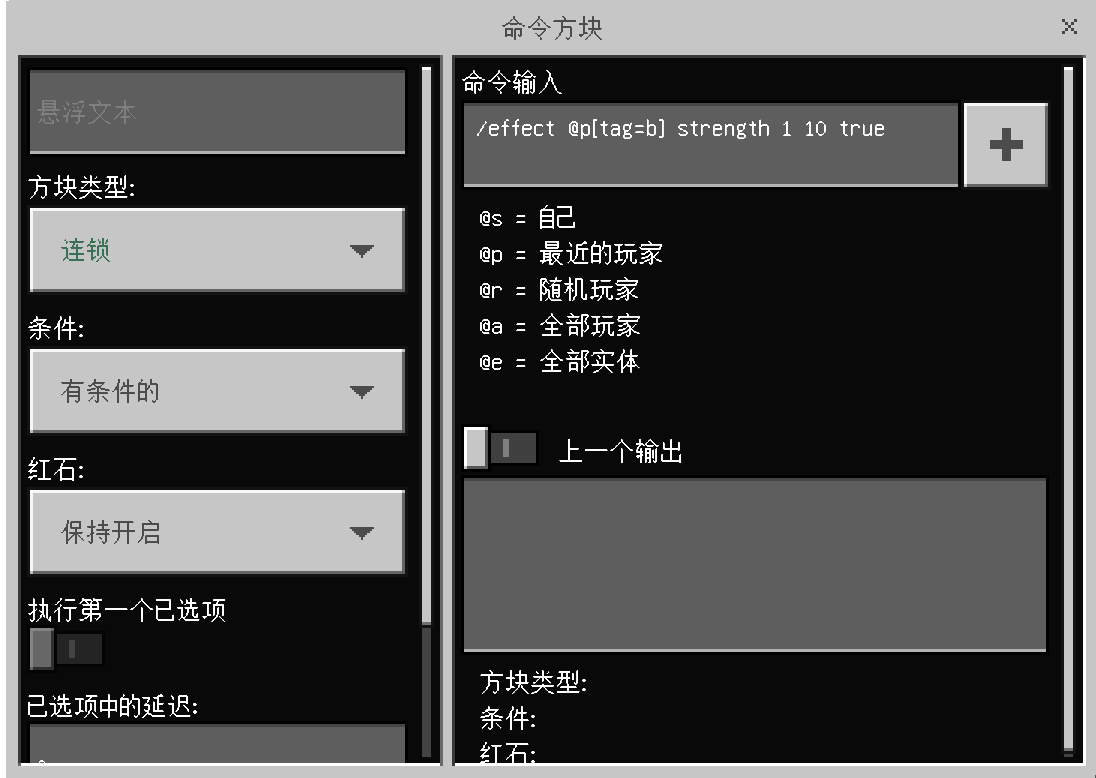 命令方块
悬浮文本
方块类型:
连锁
条件:
有条件的
红石:
保持开启
执行第一个已选项
已选项中的延迟:
命令输入
/effect @p[tag=b] strength 1 10 true
@s = 自己
@p = 最近的玩家
@r = 随机玩家
@a = 全部玩家
@e = 全部实体
上一个输出
方块类型:
条件:
红石: